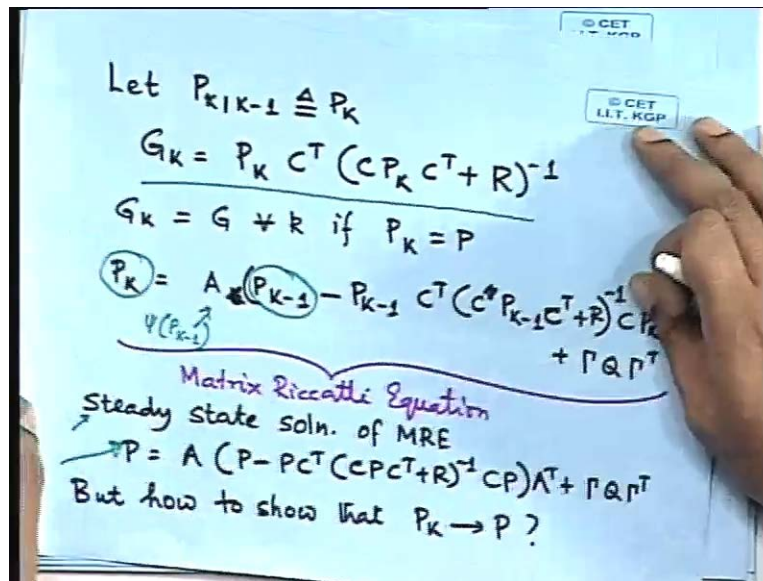 © CET
I.I.T. KGP
© CET
I.I.T. KGP
Let P_{K|K-1} ≜ P_K
G_K = P_K C^T (C P_K C^T + R)^{-1}
G_K = G ∀ k if P_K = P
P_K = A (P_{K-1} - P_{K-1} C^T (C P_{K-1} C^T + R)^{-1} C P
ψ(P_{K-1})
+ Γ Q Γ^T
Matrix Riccatti Equation
Steady state soln. of MRE
P = A (P - PC^T (CPC^T + R)^{-1} CP) A^T + Γ Q Γ^T
But how to show that P_K → P ?